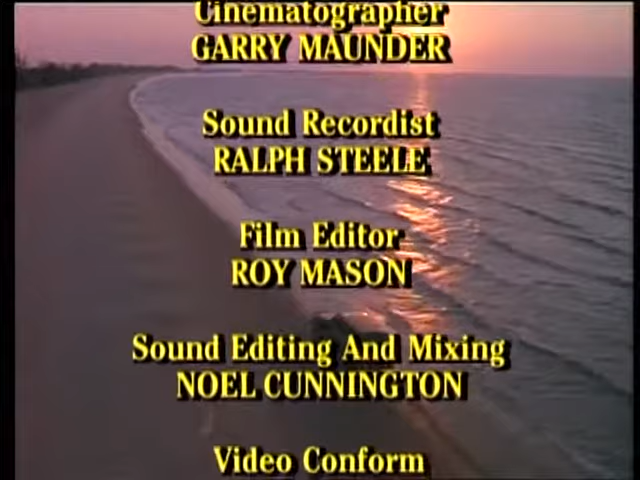 Cinematographer
GARRY MAUNDER
Sound Recordist
RALPH STEELE
Film Editor
ROY MASON
Sound Editing And Mixing
NOEL CUNNINGTON
Video Conform